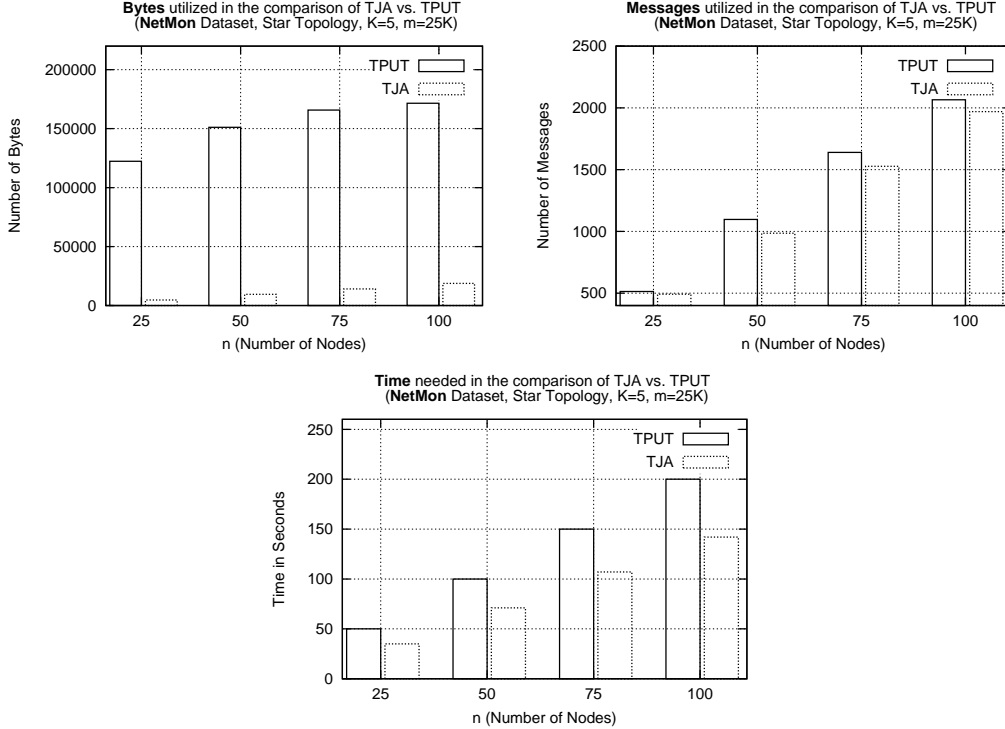 Bytes utilized in the comparison of TJA vs. TPUT
(NetMon Dataset, Star Topology, K=5, m=25K)
200000
150000
100000
50000
0
Number of Bytes
TPUT
TJA
25 50 75 100
n (Number of Nodes)
Messages utilized in the comparison of TJA vs. TPUT
(NetMon Dataset, Star Topology, K=5, m=25K)
2500
2000
1500
1000
500
Number of Messages
TPUT
TJA
25 50 75 100
n (Number of Nodes)
Time needed in the comparison of TJA vs. TPUT
(NetMon Dataset, Star Topology, K=5, m=25K)
250
200
150
100
50
0
Time in Seconds
TPUT
TJA
25 50 75 100
n (Number of Nodes)